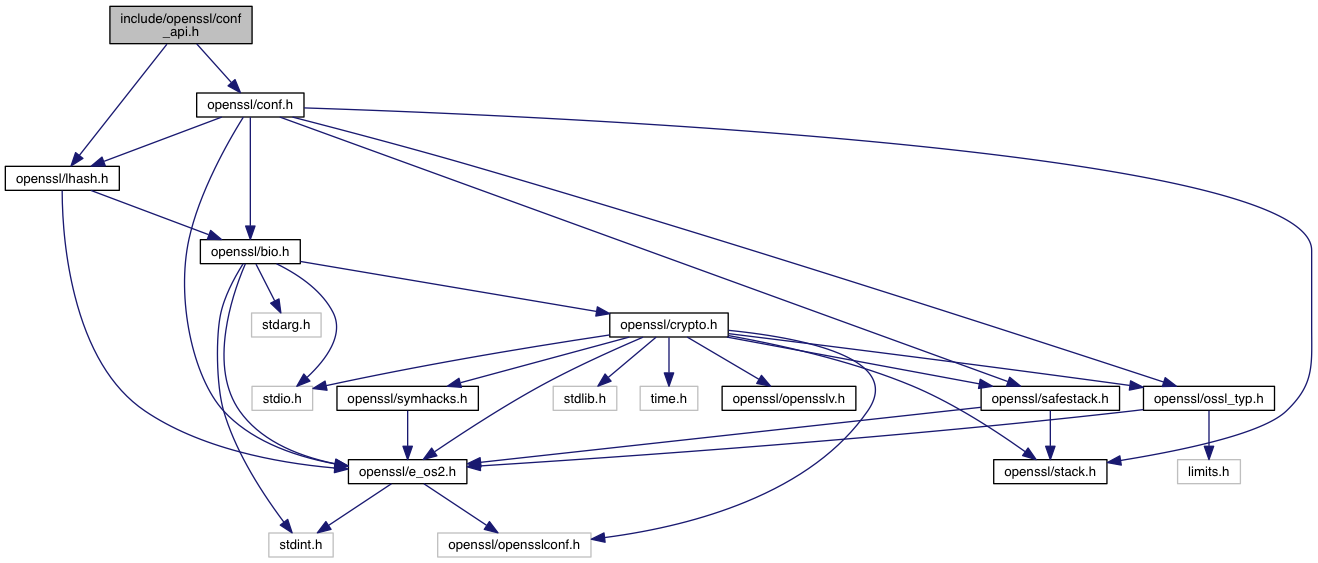 include/openssl/conf
_api.h
openssl/conf.h
openssl/lhash.h
openssl/bio.h
stdarg.h
openssl/crypto.h
stdio.h
openssl/symhacks.h
stdlib.h
time.h
openssl/opensslv.h
openssl/safestack.h
openssl/ossl_typ.h
openssl/e_os2.h
openssl/stack.h
limits.h
stdint.h
openssl/opensslconf.h